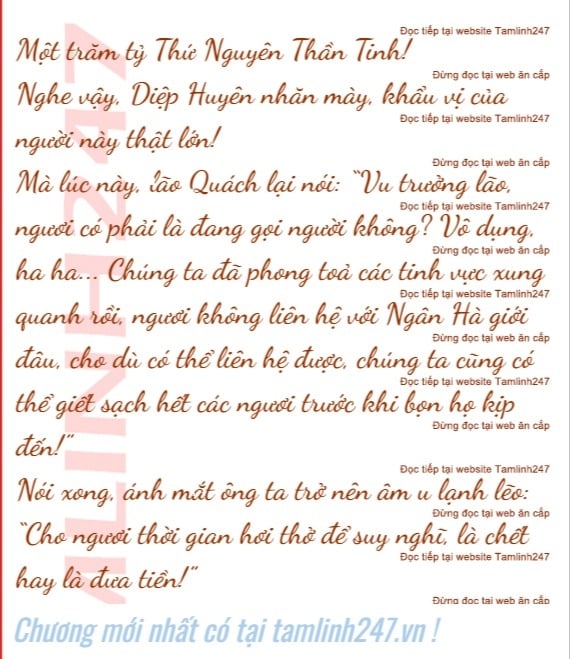 Đọc tiếp tại website Tamlinh247
Một trăm tỷ Thứ Nguyên Thần Tinh!
Đừng đọc tại web ăn cắp
Nghe vậy, Diệp Huyên nhăn mày, khẩu vị của
Đọc tiếp tại website Tamlinh247
người này thật lớn!
Đừng đọc tại web ăn cắp
Mà lúc này, lão Quách lại nói: “Vu trưởng lão,
Đọc tiếp tại website Tamlinh247
ngươi có phải là đang gọi người không? Vô dụng,
Đừng đọc tại web ăn cắp
ha ha... Chúng ta đã phong toả các tinh vực xung
Đọc tiếp tại website Tamlinh247
quanh rồi, ngươi không liên hệ với Ngân Hà giới
Đừng đọc tại web ăn cắp
đâu, cho dù có thể liên hệ được, chúng ta cũng có
Đọc tiếp tại website Tamlinh247
thể giết sạch hết các ngươi trước khi bọn họ kịp
Đừng đọc tại web ăn cắp
đến!”
Đọc tiếp tại website Tamlinh247
Nói xong, ánh mắt ông ta trở nên âm u lạnh lẽo:
Đừng đọc tại web ăn cắp
“Cho ngươi thời gian hơi thở để suy nghĩ, là chết
Đọc tiếp tại website Tamlinh247
hay là đưa tiền!”
Đừng đọc tại web ăn cắp
ALINH247
Chương mới nhất có tại tamlinh247.vn !